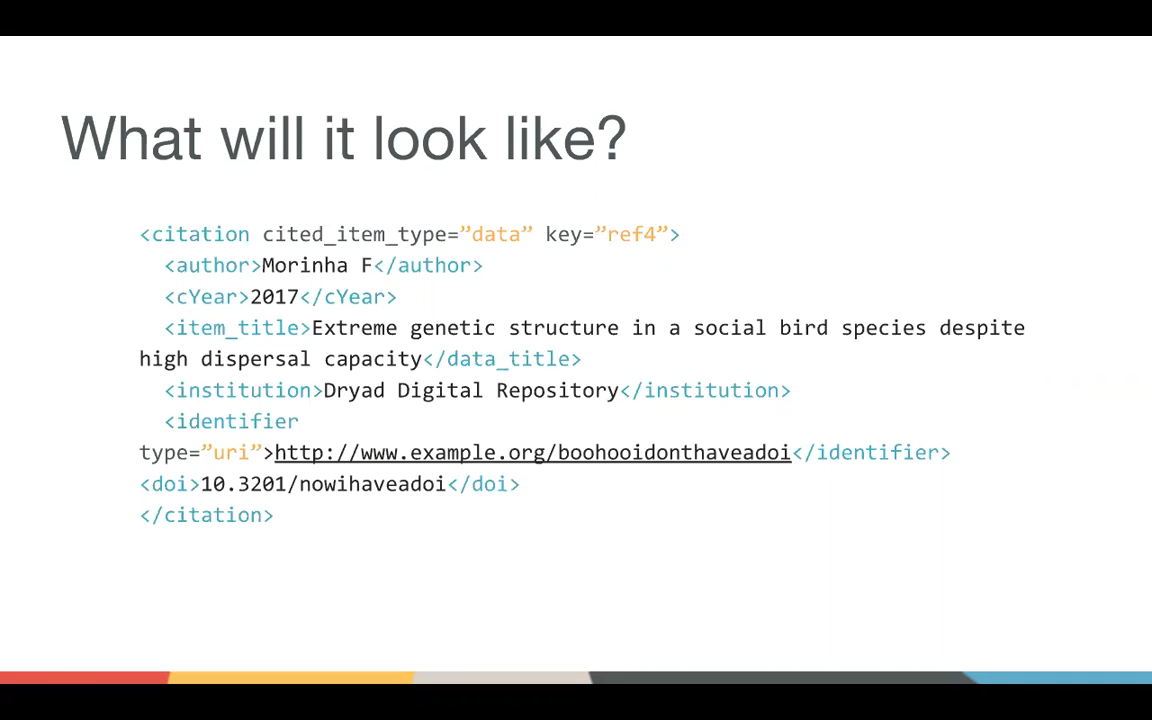 What will it look like?
<citation cited_item_type=”data” key=”ref4”>
<author>Morinha F</author>
<cYear>2017</cYear>
<item_title>Extreme genetic structure in a social bird species despite
high dispersal capacity</data_title>
<institution>Dryad Digital Repository</institution>
<identifier
type=”uri”>http://www.example.org/boohooidonthaveadoi</identifier>
<doi>10.3201/nowihaveadoi</doi>
</citation>